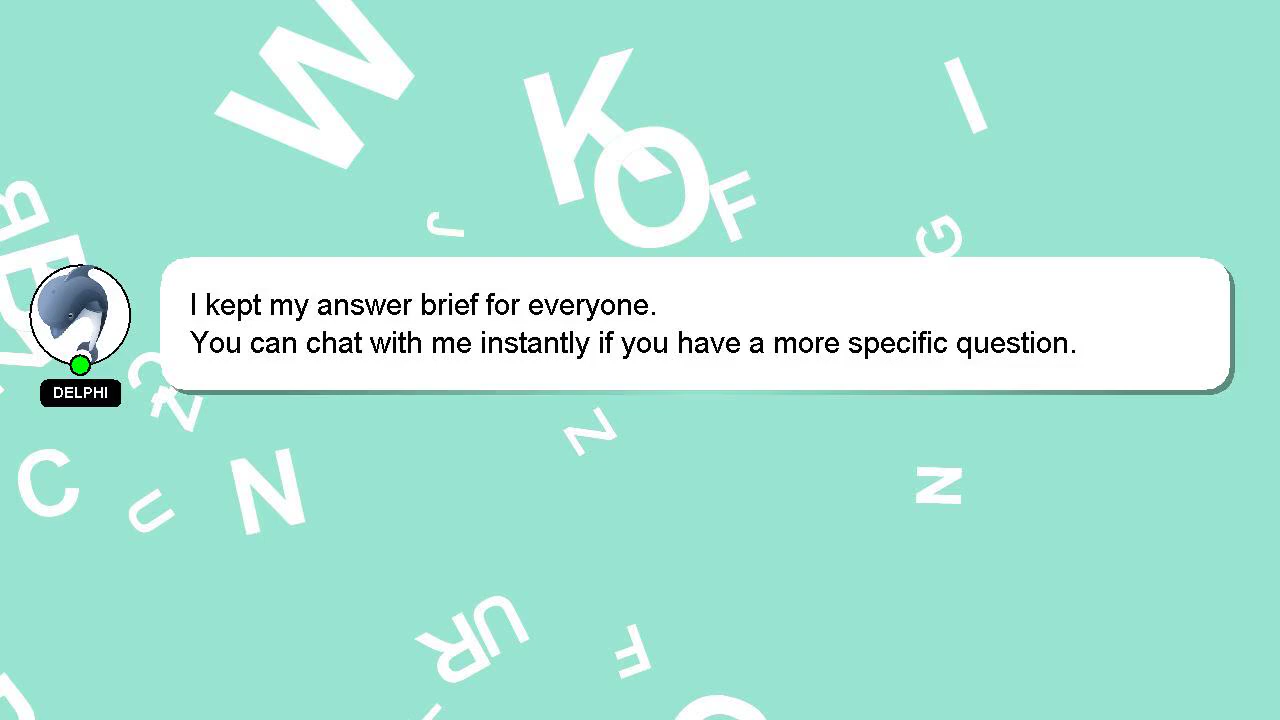 W
K
I
O
F
J
G
I kept my answer brief for everyone.
You can chat with me instantly if you have a more specific question.
DELPHI
C
Z
N
C
N
U
N
U
R
F